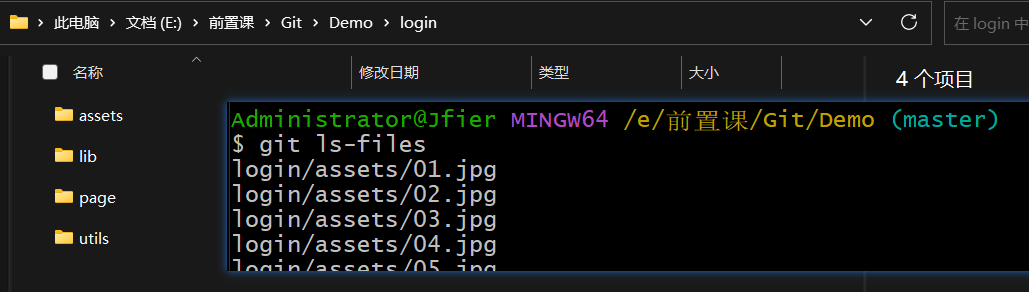 此电脑 › 文档 (E:) › 前置课 › Git › Demo › login
在 login 中
名称 修改日期 类型 大小
4 个项目
assets
lib
page
utils
Administrator@Jfier MINGW64 /e/前置课/Git/Demo (master)
$ git ls-files
login/assets/01.jpg
login/assets/02.jpg
login/assets/03.jpg
login/assets/04.jpg
login/assets/05.jpg